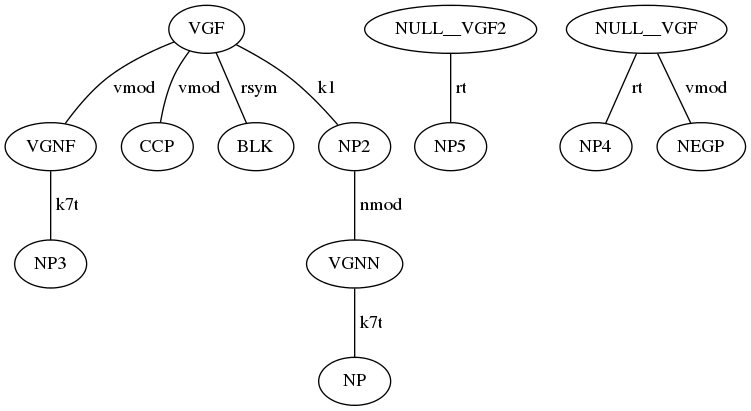 VGF NULL__VGF2 NULL__VGF
vmod vmod rsym k1 rt rt vmod
VGNF CCP BLK NP2 NP5 NP4 NEGP
k7t nmod
NP3 VGNN
k7t
NP